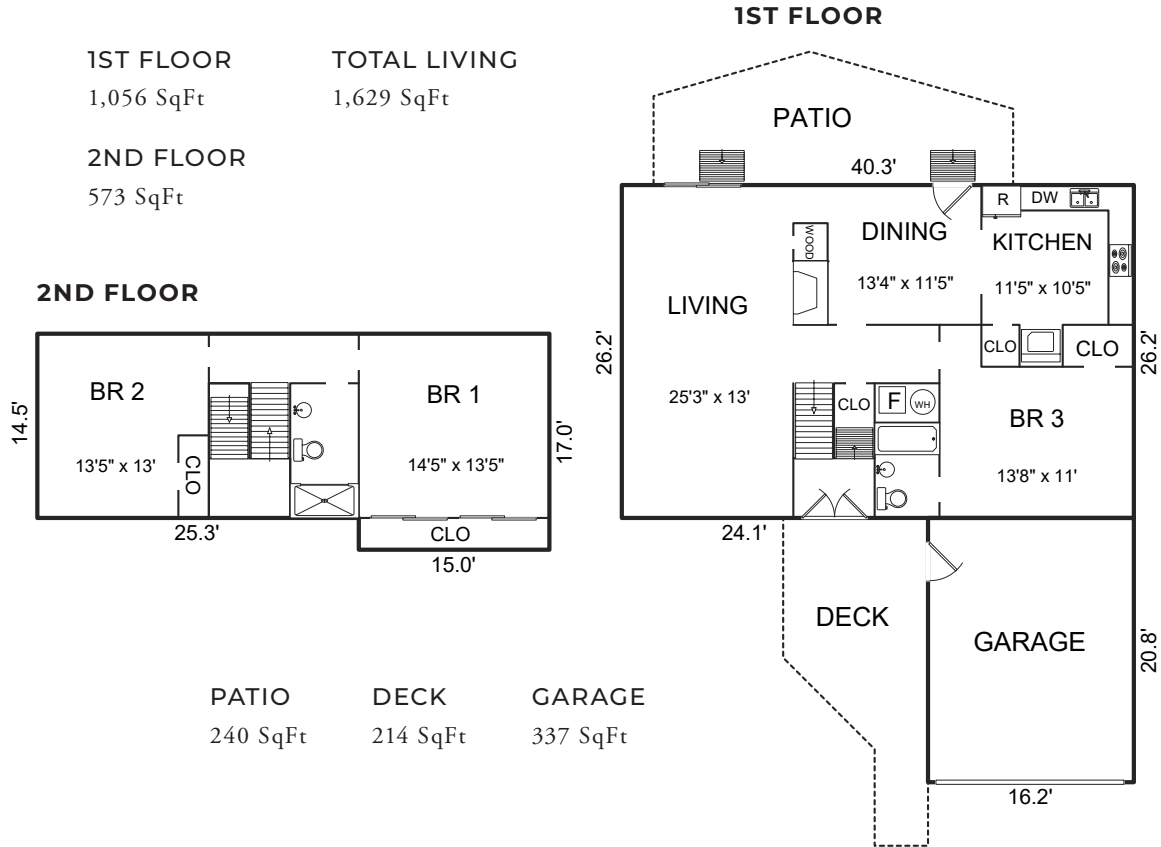 1ST FLOOR
1ST FLOOR
1,056 SqFt
TOTAL LIVING
1,629 SqFt
2ND FLOOR
573 SqFt
PATIO
40.3'
R
DW
WOOD
DINING
13'4" x 11'5"
KITCHEN
11'5" x 10'5"
LIVING
25'3" x 13'
26.2'
26.2'
CLO
CLO
CLO
F
WH
BR 3
13'8" x 11'
24.1'
DECK
GARAGE
20.8'
16.2'
2ND FLOOR
BR 2
13'5" x 13'
14.5'
CLO
BR 1
14'5" x 13'5"
17.0'
25.3'
CLO
15.0'
PATIO
240 SqFt
DECK
214 SqFt
GARAGE
337 SqFt